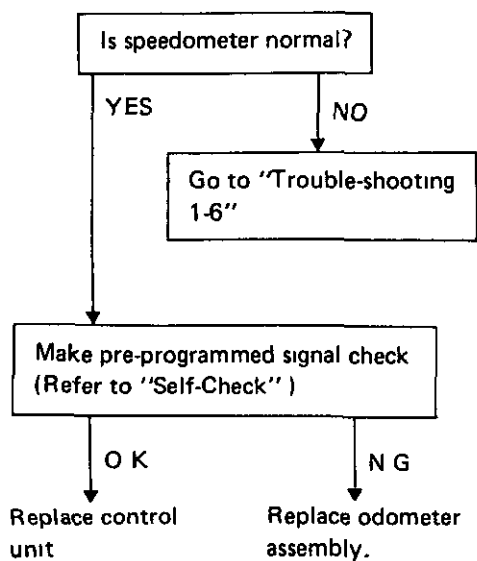 Is speedometer normal?
YES
NO
Go to "Trouble-shooting
1-6"
Make pre-programmed signal check
(Refer to "Self-Check")
O K
N G
Replace control
unit
Replace odometer
assembly.